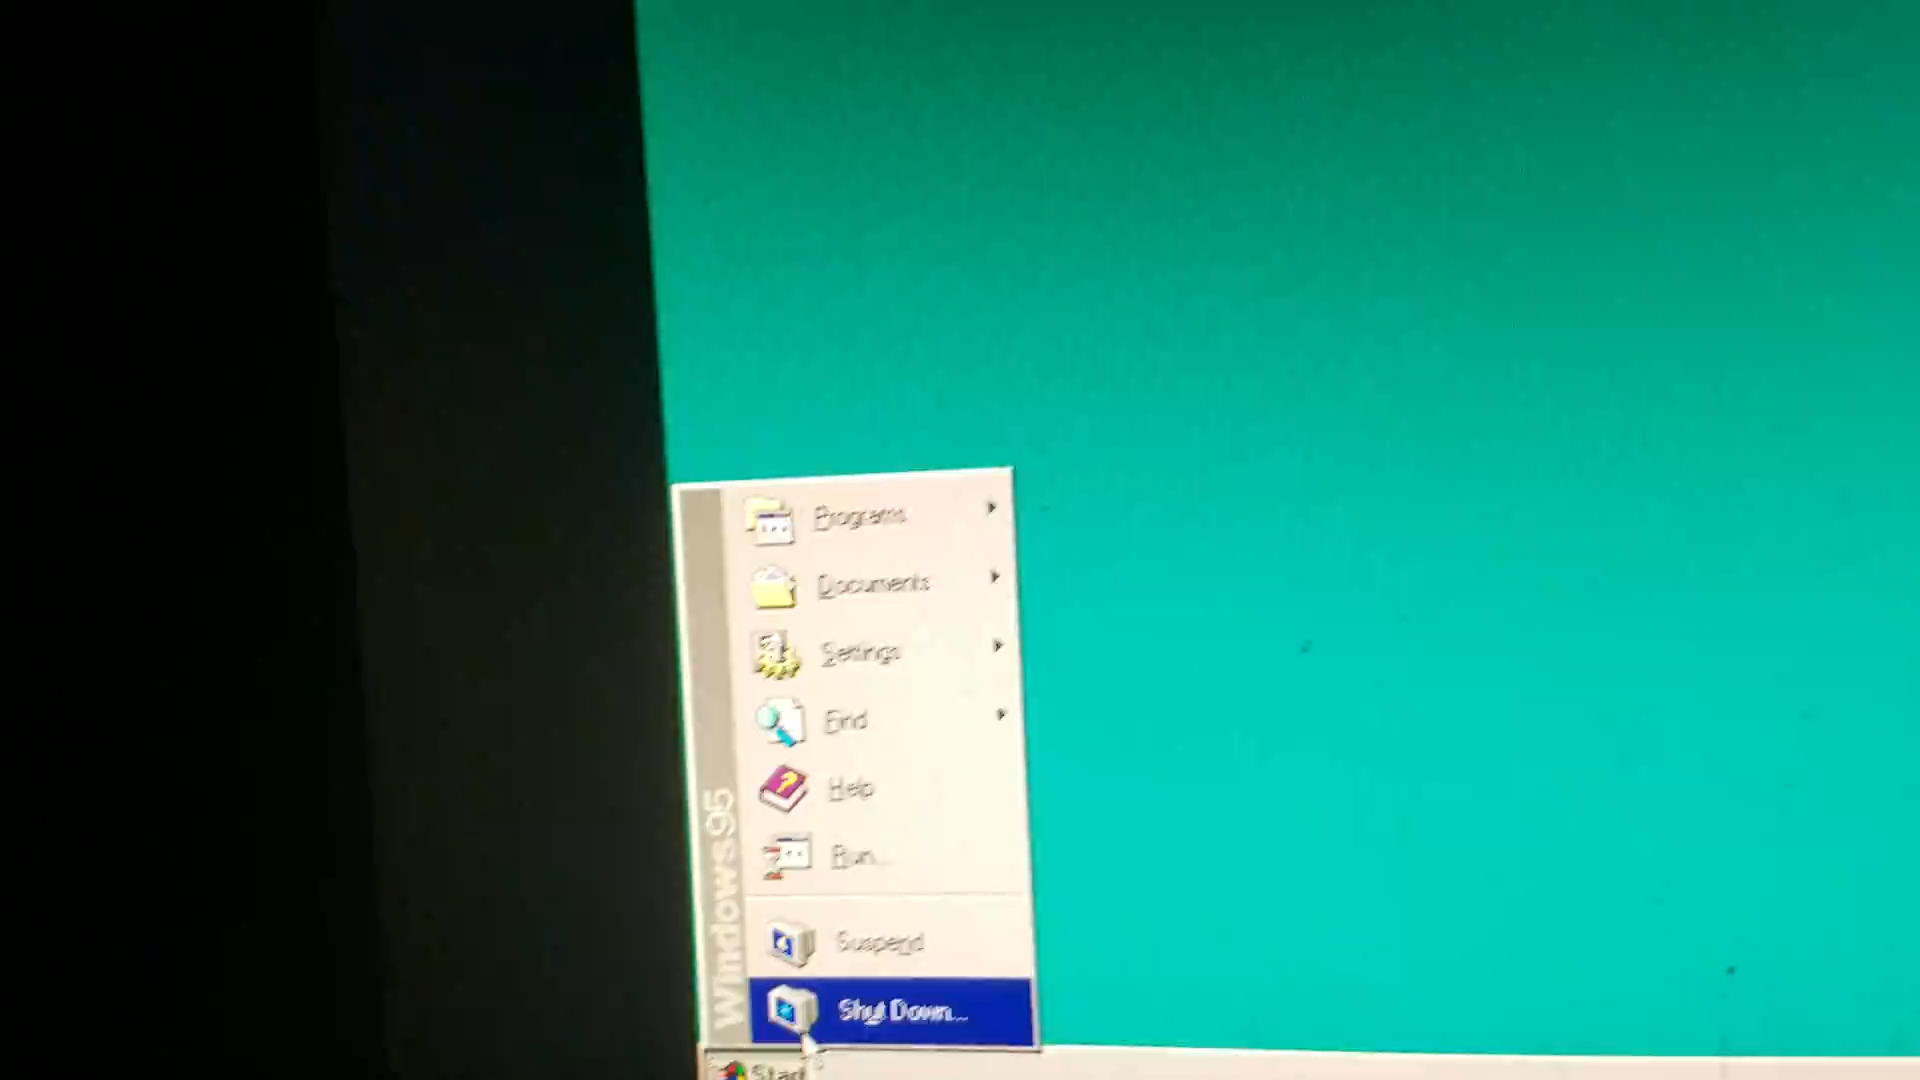 Programs
Documents
Settings
Find
Help
Run...
Suspend
Shut Down...
Windows95
Start